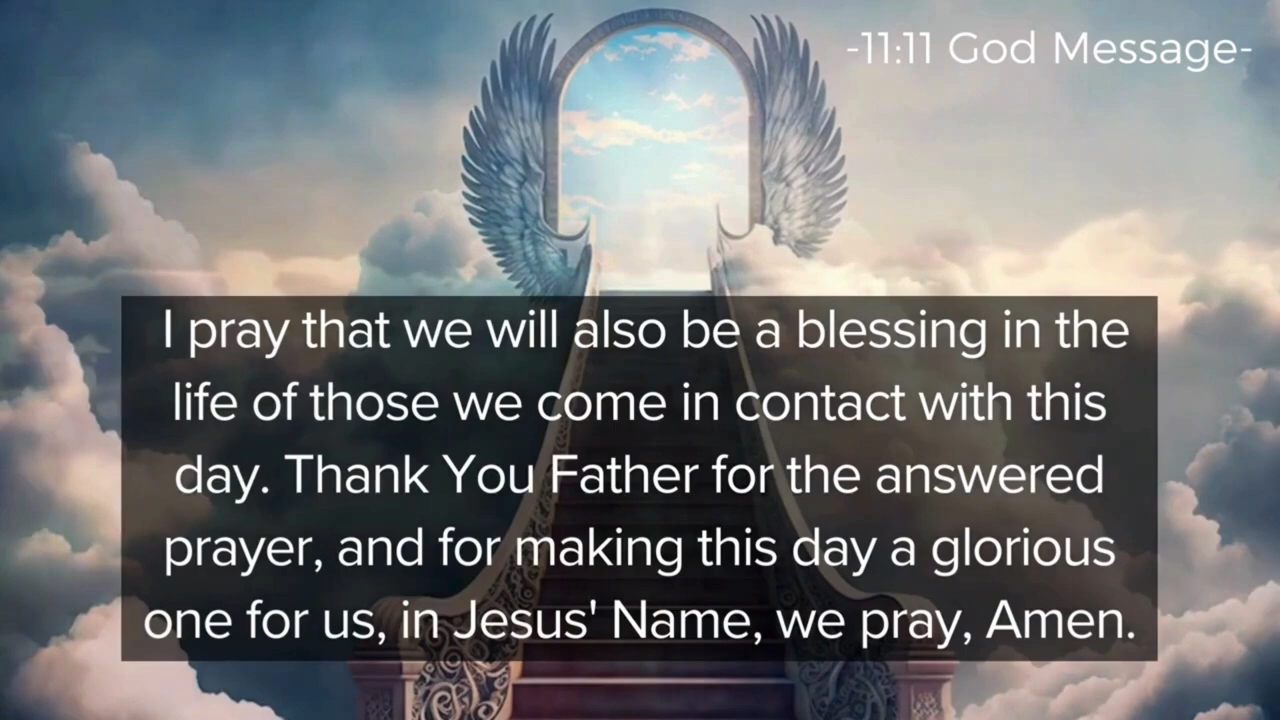 -11:11 God Message-
I pray that we will also be a blessing in the
life of those we come in contact with this
day. Thank You Father for the answered
prayer, and for making this day a glorious
one for us, in Jesus' Name, we pray, Amen.